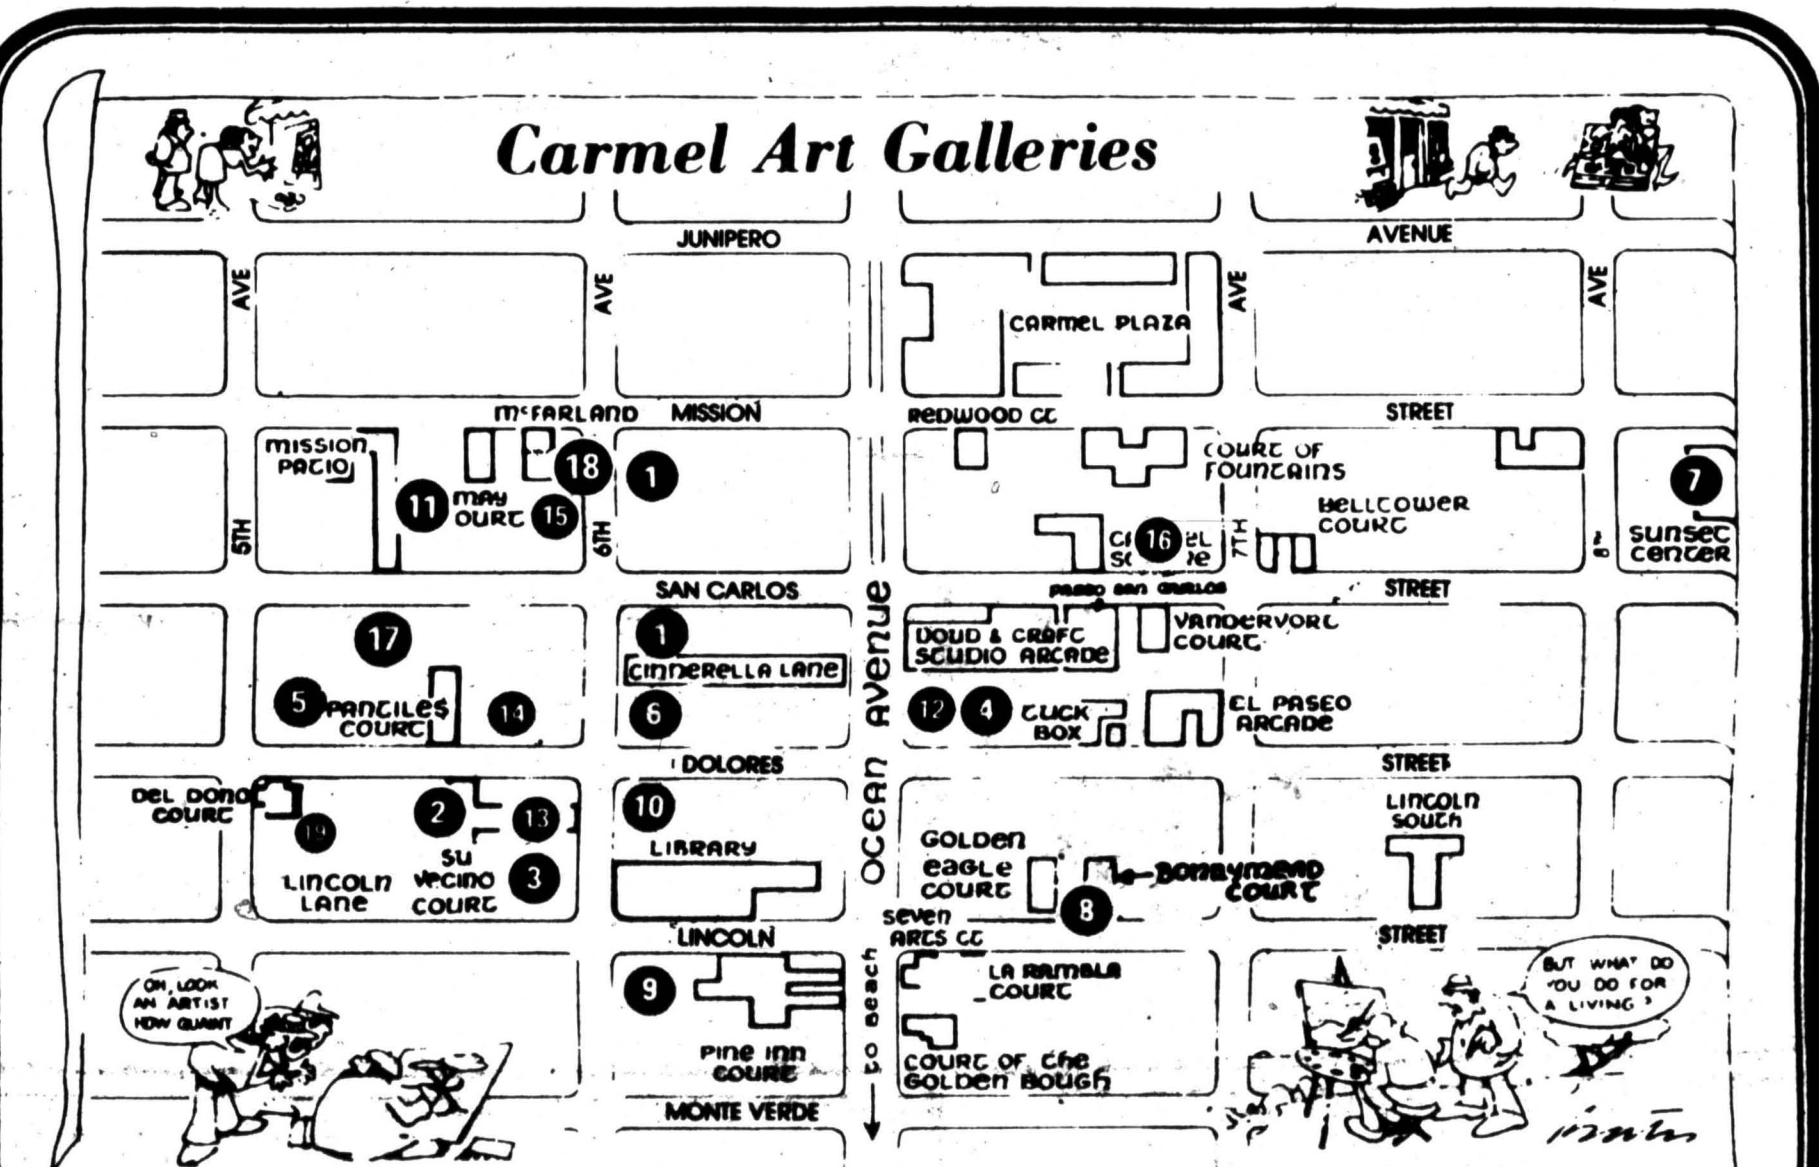 Carmel Art Galleries
JUNIPERO
AVENUE
AVE
AVE
AVE
AVE
CARMEL PLAZA
McFARLAND
MISSION
REDWOOD CT
STREET
MISSION
PATIO
18
1
COURT OF
FOUNTAINS
7
11
MAY
OURT
15
BELLTOWER
COURT
5TH
6TH
16
7TH
SUNSET
CENTER
SAN CARLOS
PASEO SAN CARLOS
STREET
17
1
DOUD & CRAFT
STUDIO ARCADE
VANDERVORT
COURT
CINDERELLA LANE
OCEAN AVENUE
5
PANTILES
COURT
14
6
12
4
TUCK
BOX
EL PASEO
ARCADE
DOLORES
STREET
DEL DONO
COURT
19
2
13
10
LINCOLN
SOUTH
LIBRARY
GOLDEN
EAGLE
COURT
BONNYMEAD
COURT
LINCOLN
LANE
SU
VECINO
COURT
3
8
SEVEN
ARTS CT
LINCOLN
STREET
OH, LOOK
AN ARTIST
HOW QUAINT
9
TO BEACH
LA RAMBLA
COURT
BUT WHAT DO
YOU DO FOR
A LIVING?
PINE INN
COURT
COURT OF THE
GOLDEN BOUGH
MONTE VERDE